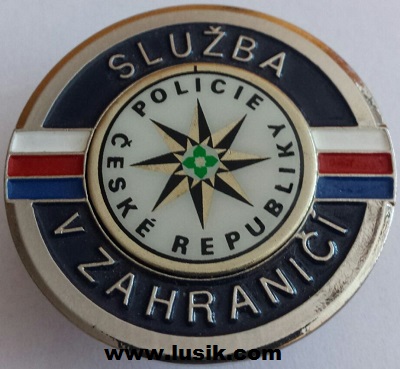 SLUŽBA
POLICIE
ČESKÉ REPUBLIKY
V ZAHRANIČÍ
www.lusik.com